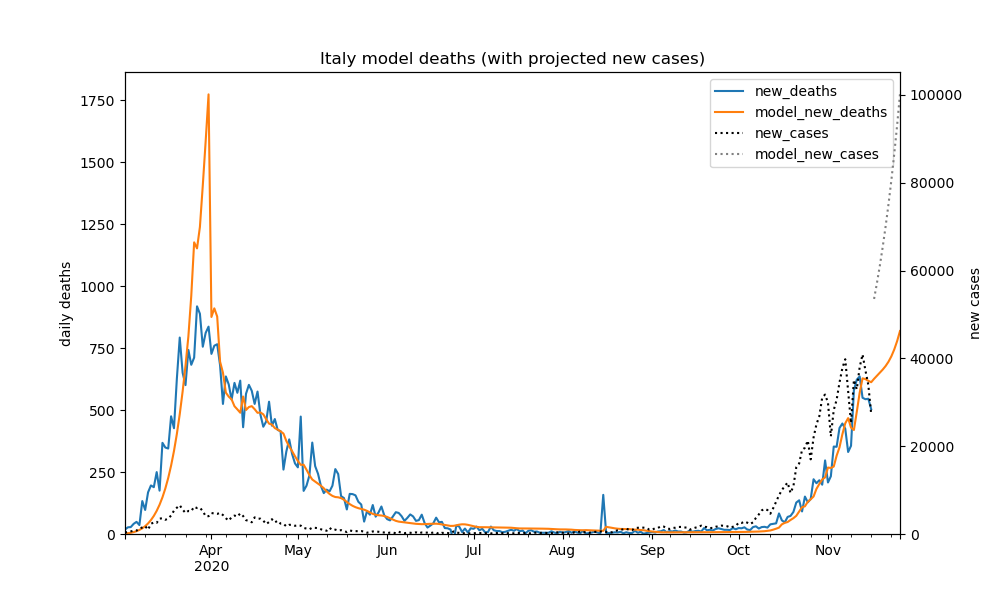 Italy model deaths (with projected new cases)
new_deaths
model_new_deaths
new_cases
model_new_cases
daily deaths
1750
1500
1250
1000
750
500
250
0
100000
80000
60000
40000
20000
0
new cases
Apr
2020
May
Jun
Jul
Aug
Sep
Oct
Nov